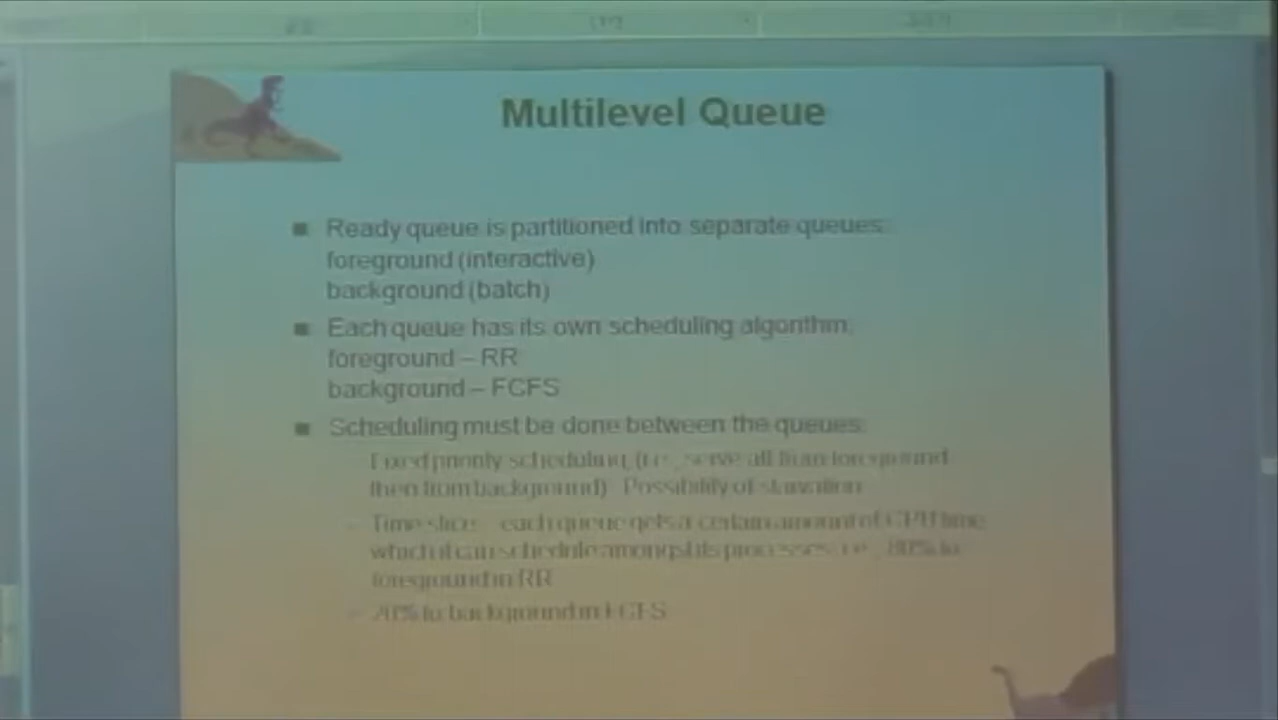 Multilevel Queue
Ready queue is partitioned into separate queues:
foreground (interactive)
background (batch)
Each queue has its own scheduling algorithm,
foreground – RR
background – FCFS
Scheduling must be done between the queues:
Fixed priority scheduling; (i.e., serve all from foreground
then from background). Possibility of starvation.
Time slice – each queue gets a certain amount of CPU time
which it can schedule amongst its processes; i.e., 80% to
foreground in RR
20% to background in FCFS